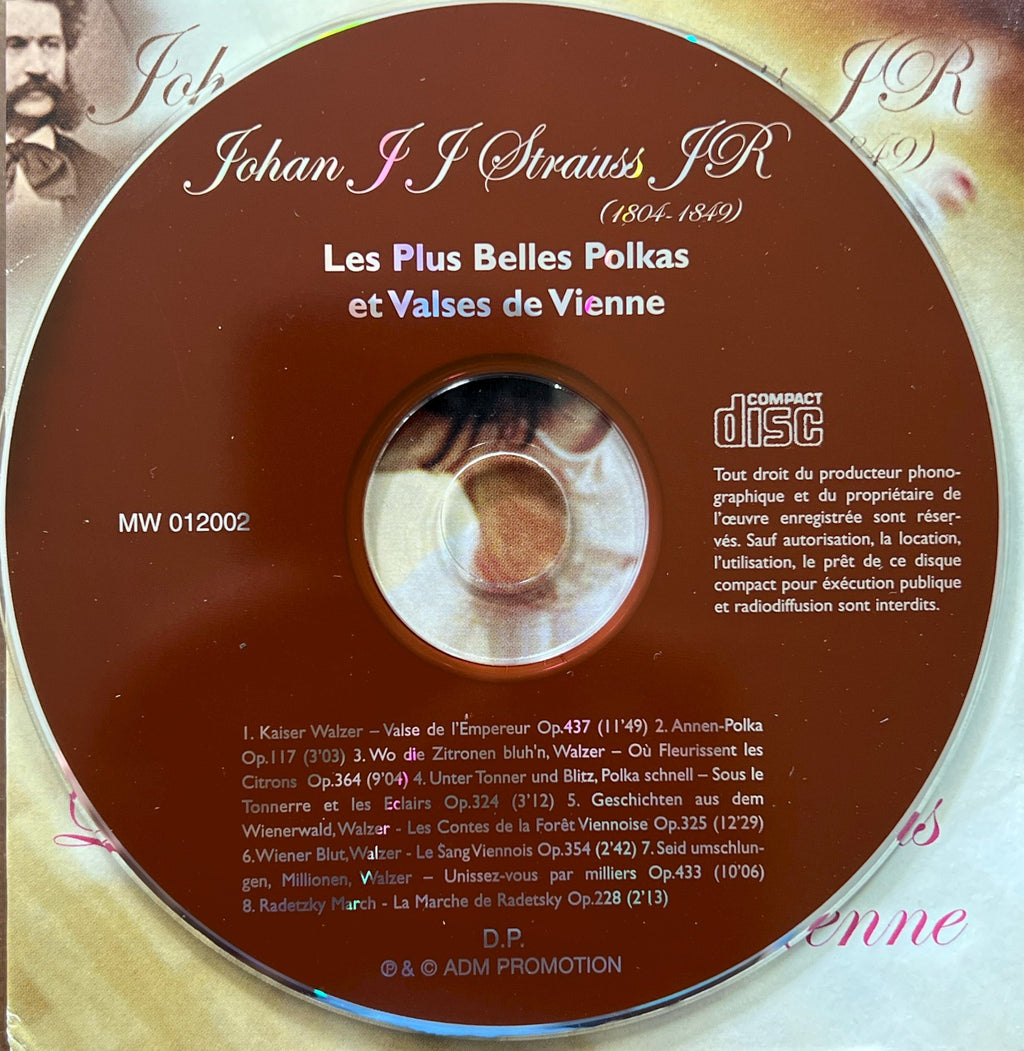 Joh JR
849)
Johan J J Strauss JR
(1804-1849)
Les Plus Belles Polkas
et Valses de Vienne
COMPACT
disc
MW 012002
Tout droit du producteur phono-
graphique et du propriétaire de
l'œuvre enregistrée sont réser-
vés. Sauf autorisation, la location,
l'utilisation, le prêt de ce disque
compact pour éxécution publique
et radiodiffusion sont interdits.
1. Kaiser Walzer – Valse de l'Empereur Op.437 (11'49) 2. Annen-Polka
Op.117 (3'03) 3. Wo die Zitronen bluh'n, Walzer – Où Fleurissent les
Citrons Op.364 (9'04) 4. Unter Tonner und Blitz, Polka schnell – Sous le
Tonnerre et les Eclairs Op.324 (3'12) 5. Geschichten aus dem
Wienerwald, Walzer - Les Contes de la Forêt Viennoise Op.325 (12'29)
6. Wiener Blut, Walzer - Le Sang Viennois Op.354 (2'42) 7. Seid umschlun-
gen, Millionen, Walzer – Unissez-vous par milliers Op.433 (10'06)
8. Radetzky March - La Marche de Radetsky Op.228 (2'13)
D.P.
℗ & © ADM PROMOTION
enne